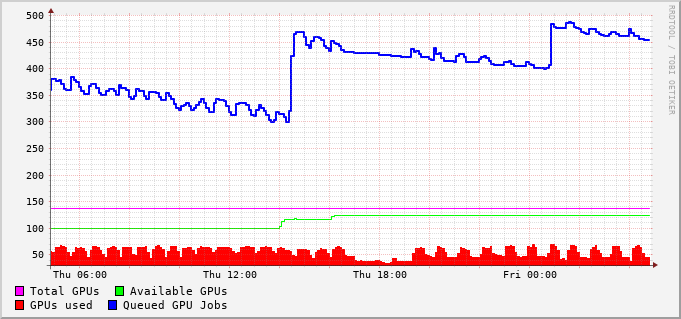 500
450
400
350
300
250
200
150
100
50
Thu 06:00 Thu 12:00 Thu 18:00 Fri 00:00
Total GPUs Available GPUs
GPUs used Queued GPU Jobs
RRDTOOL / TOBI OETIKER